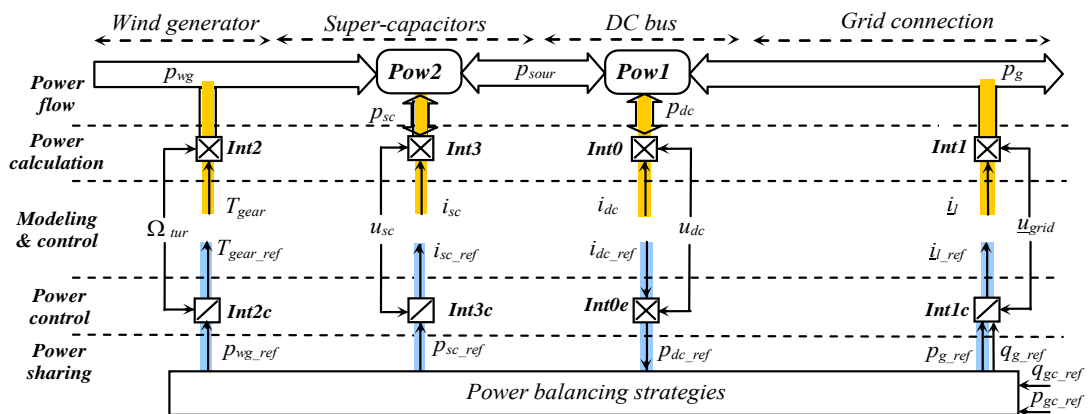 Wind generator Super-capacitors DC bus Grid connection
p_wg Pow2 p_sour Pow1 p_g
Power flow
p_sc p_dc
Power calculation
Int2 Int3 Int0 Int1
T_gear i_sc i_dc i_l
Modeling & control
Ω_tur u_sc u_dc u_grid
T_gear_ref i_sc_ref i_dc_ref i_l_ref
Power control
Int2c Int3c Int0e Int1c
Power sharing
p_wg_ref p_sc_ref p_dc_ref p_g_ref q_g_ref
Power balancing strategies
q_gc_ref
p_gc_ref